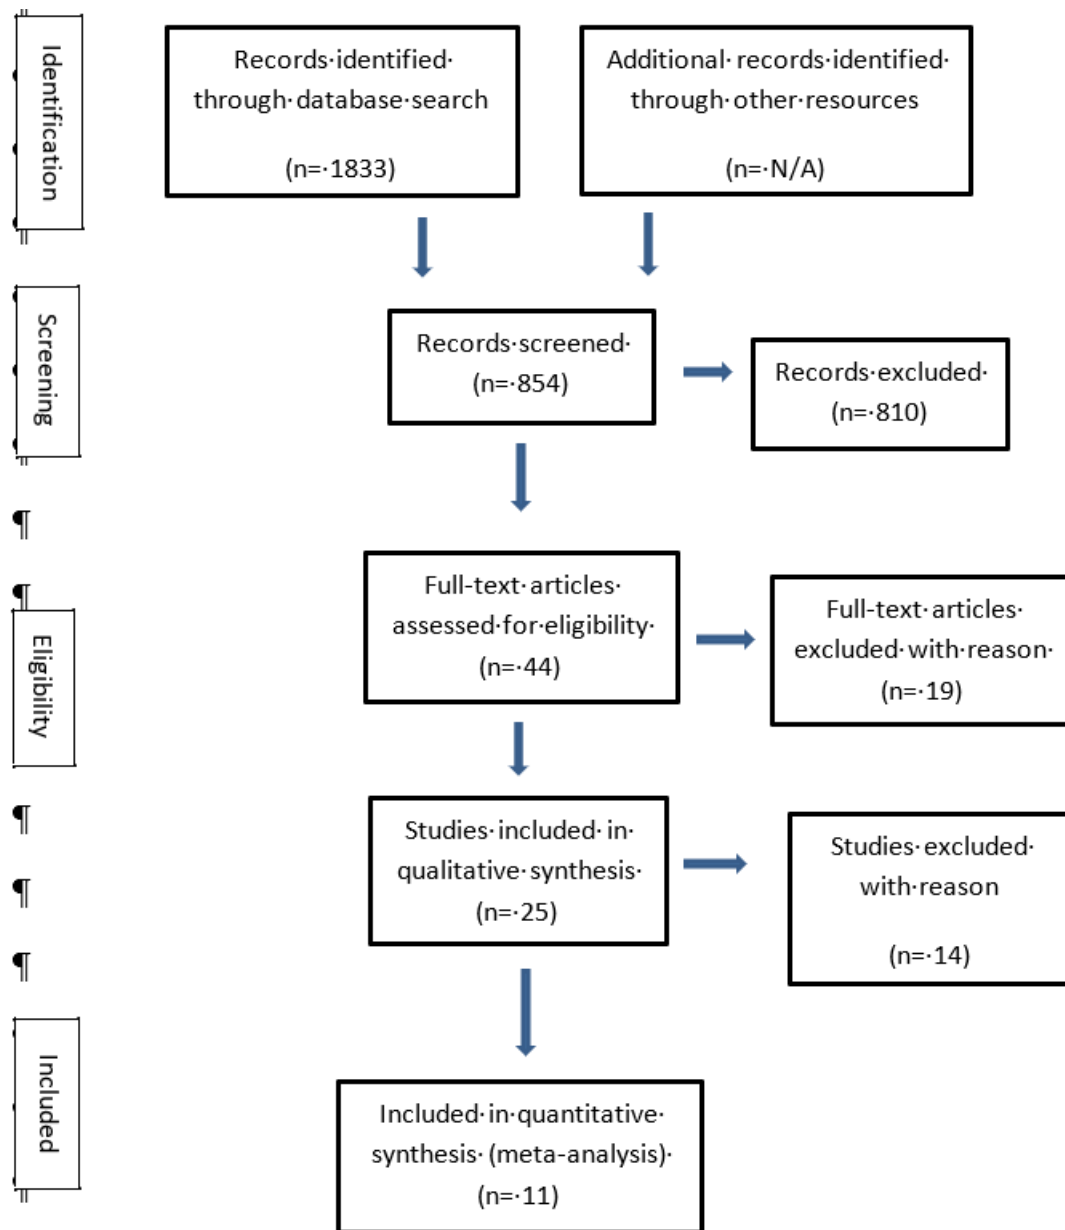 Identification
Records·identified·
through·database·search
(n=·1833)
Additional·records·identified·
through·other·resources
(n=·N/A)
Screening
Records·screened·
(n=·854)
Records·excluded·
(n=·810)
¶
¶
Eligibility
Full-text·articles·
assessed·for·eligibility·
(n=·44)
Full-text·articles·
excluded·with·reason·
(n=·19)
¶
¶
¶
Studies·included·in·
qualitative·synthesis·
(n=·25)
Studies·excluded·
with·reason
(n=·14)
Included
Included·in·quantitative·
synthesis·(meta-analysis)·
(n=·11)